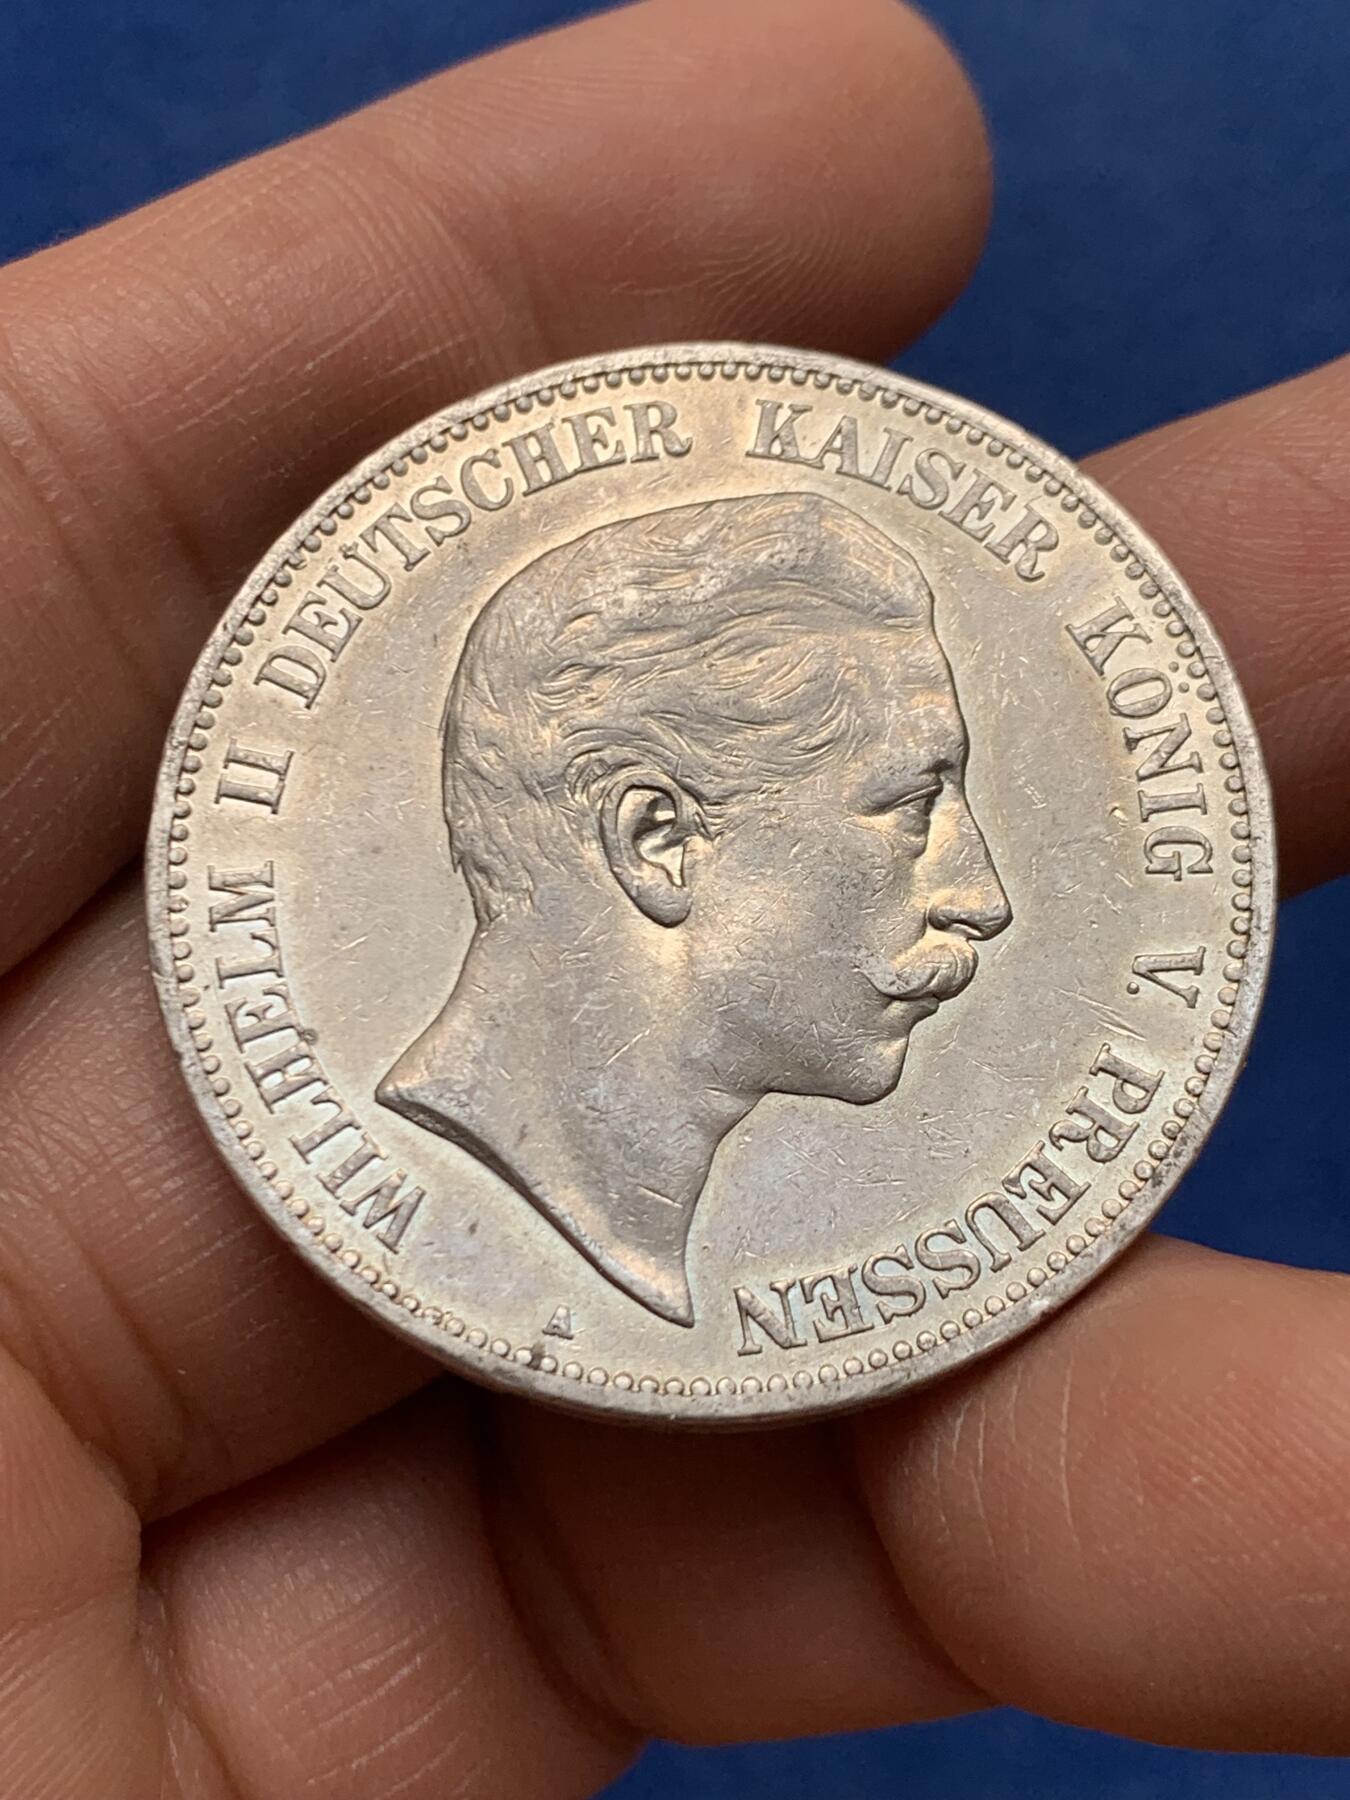 WILHELM II DEUTSCHER KAISER KÖNIG V. PREUSSEN
A